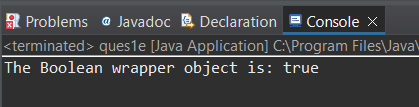 Problems @ Javadoc Declaration Console ×
<terminated> ques1e [Java Application] C:\Program Files\Java\
The Boolean wrapper object is: true